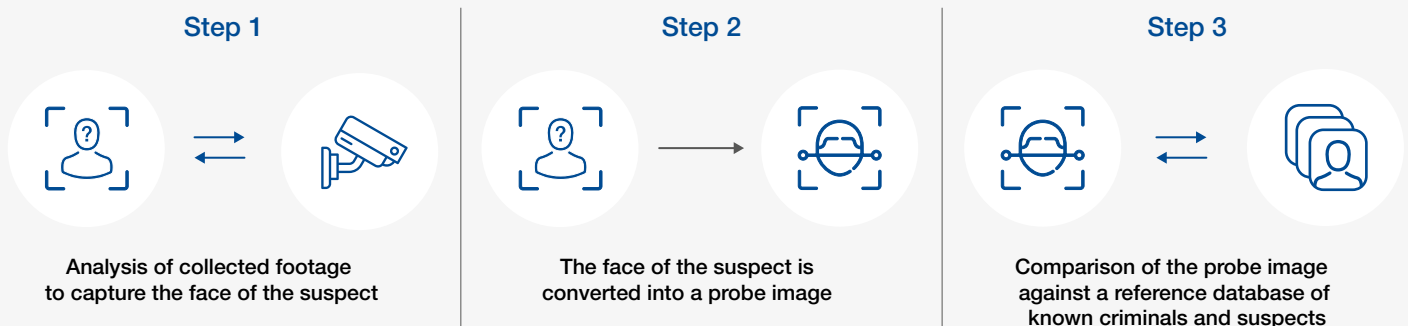 Step 1
Analysis of collected footage
to capture the face of the suspect
Step 2
The face of the suspect is
converted into a probe image
Step 3
Comparison of the probe image
against a reference database of
known criminals and suspects